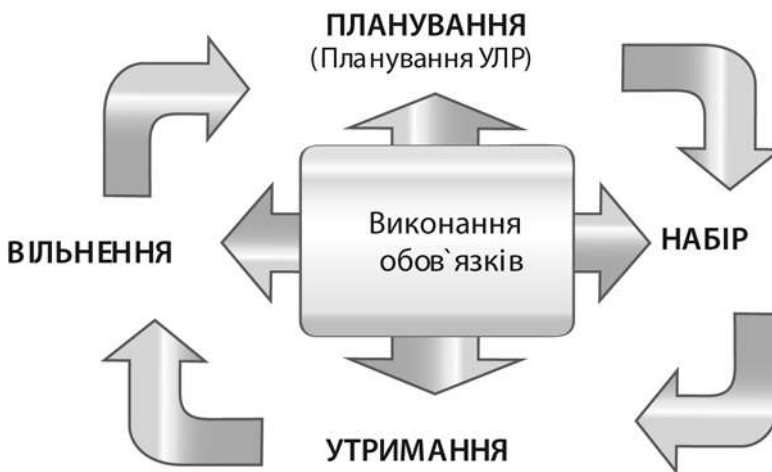 ПЛАНУВАННЯ
(Планування УЛР)
Виконання
обов`язків
ВІЛЬНЕННЯ
НАБІР
УТРИМАННЯ